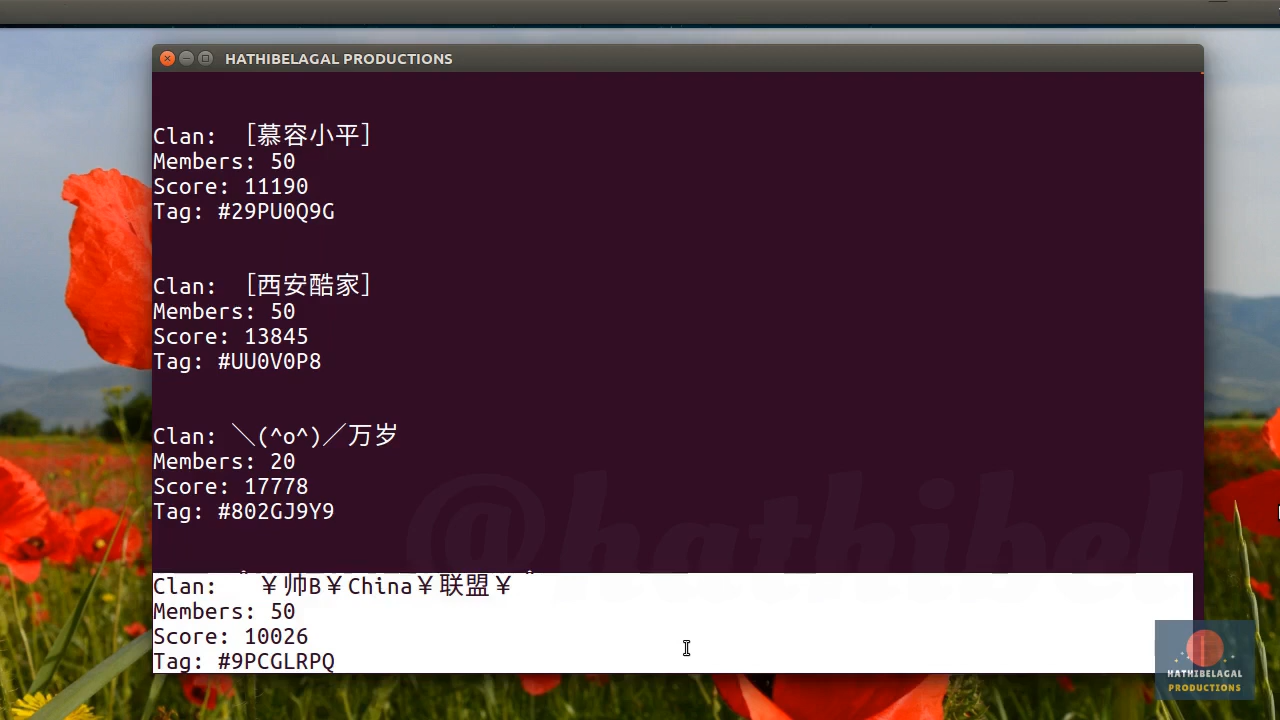 HATHIBELAGAL PRODUCTIONS
Clan: ［慕容小平］
Members: 50
Score: 11190
Tag: #29PU0Q9G
Clan: ［西安酷家］
Members: 50
Score: 13845
Tag: #UU0V0P8
Clan: ＼(^o^)／万岁
Members: 20
Score: 17778
Tag: #802GJ9Y9
@hathibel
Clan: ￥帅B￥China￥联盟￥
Members: 50
Score: 10026
Tag: #9PCGLRPQ
HATHIBELAGAL
PRODUCTIONS